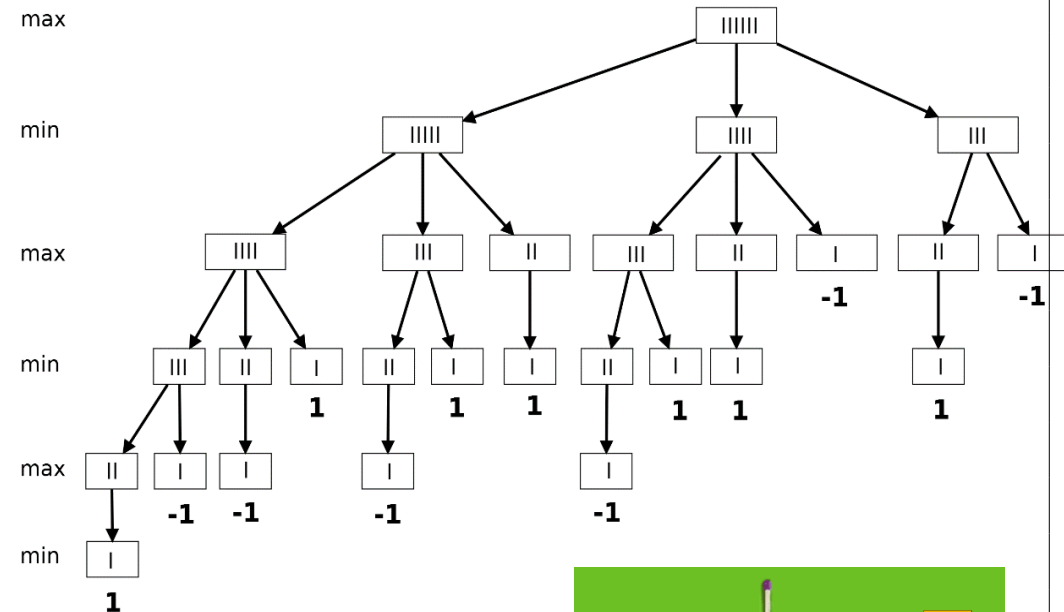 max IIIIII
min IIIII IIII III
max IIII III II III II I II I
-1 -1
min III II I II I I II I I I
1 1 1 1 1 1
max II I I I I
-1 -1 -1 -1
min I
1